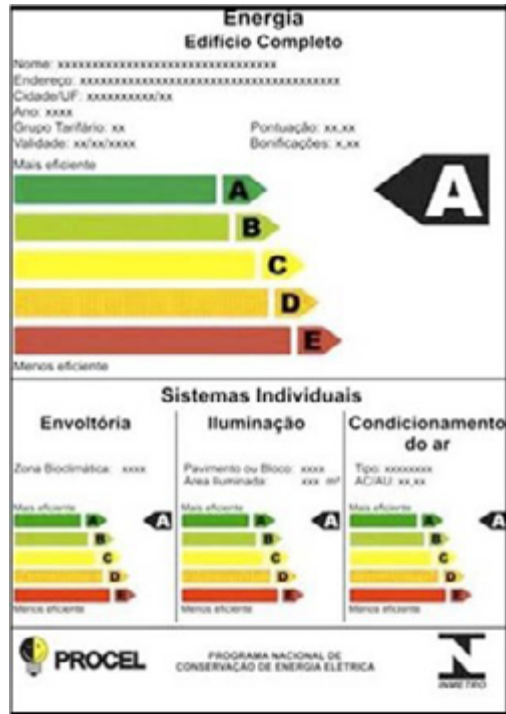 Energia
Edifício Completo
Nome: xxxxxxxxxxxxxxxxxxxxxxxxxxxxxxxx
Endereço: xxxxxxxxxxxxxxxxxxxxxxxxxxxxxxxxxxxxxx
Cidade/UF: xxxxxxxxxx/xx
Ano: xxxx
Grupo Tarifário: xx Pontuação: xx,xx
Validade: xx/xx/xxxx Bonificações: x,xx
Mais eficiente
A
A
B
C
D
E
Menos eficiente
Sistemas Individuais
Envoltória
Zona Bioclimática: xxxx
Mais eficiente
A A
B
C
D
E
Menos eficiente
Iluminação
Pavimento ou Bloco: xxxx
Área Iluminada: xxx m²
Mais eficiente
A A
B
C
D
E
Menos eficiente
Condicionamento
do ar
Tipo: xxxxxxxx
AC/AU: xx,xx
Mais eficiente
A A
B
C
D
E
Menos eficiente
PROCEL
PROGRAMA NACIONAL DE
CONSERVAÇÃO DE ENERGIA ELÉTRICA
INMETRO